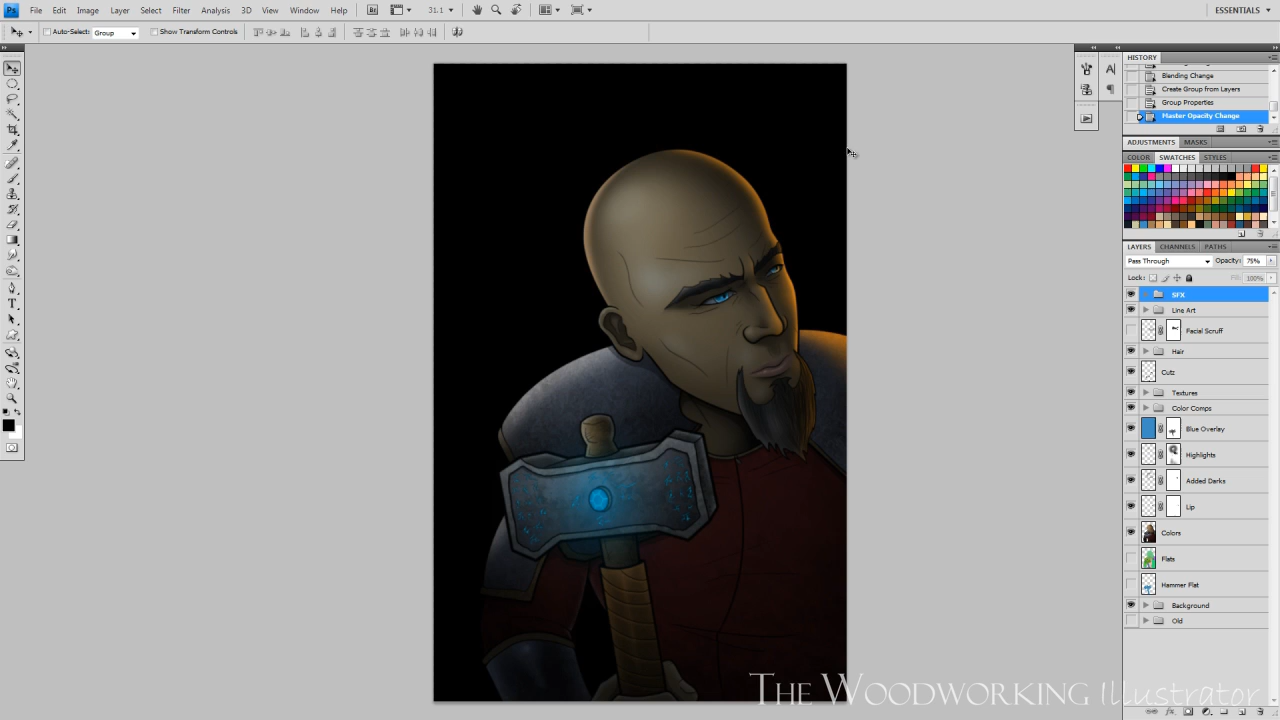 Ps File Edit Image Layer Select Filter Analysis 3D View Window Help Br 31.1 ESSENTIALS
Auto-Select: Group Show Transform Controls
HISTORY
Blending Change
Create Group from Layers
Group Properties
Master Opacity Change
ADJUSTMENTS MASKS
COLOR SWATCHES STYLES
LAYERS CHANNELS PATHS
Pass Through Opacity: 75%
Lock: Fill: 100%
SFX
Line Art
Facial Scruff
Hair
Cuts
Textures
Color Comps
Blue Overlay
Highlights
Added Darks
Lip
Colors
Flats
Hammer Flat
Background
Old
THE WOODWORKING Illustrator